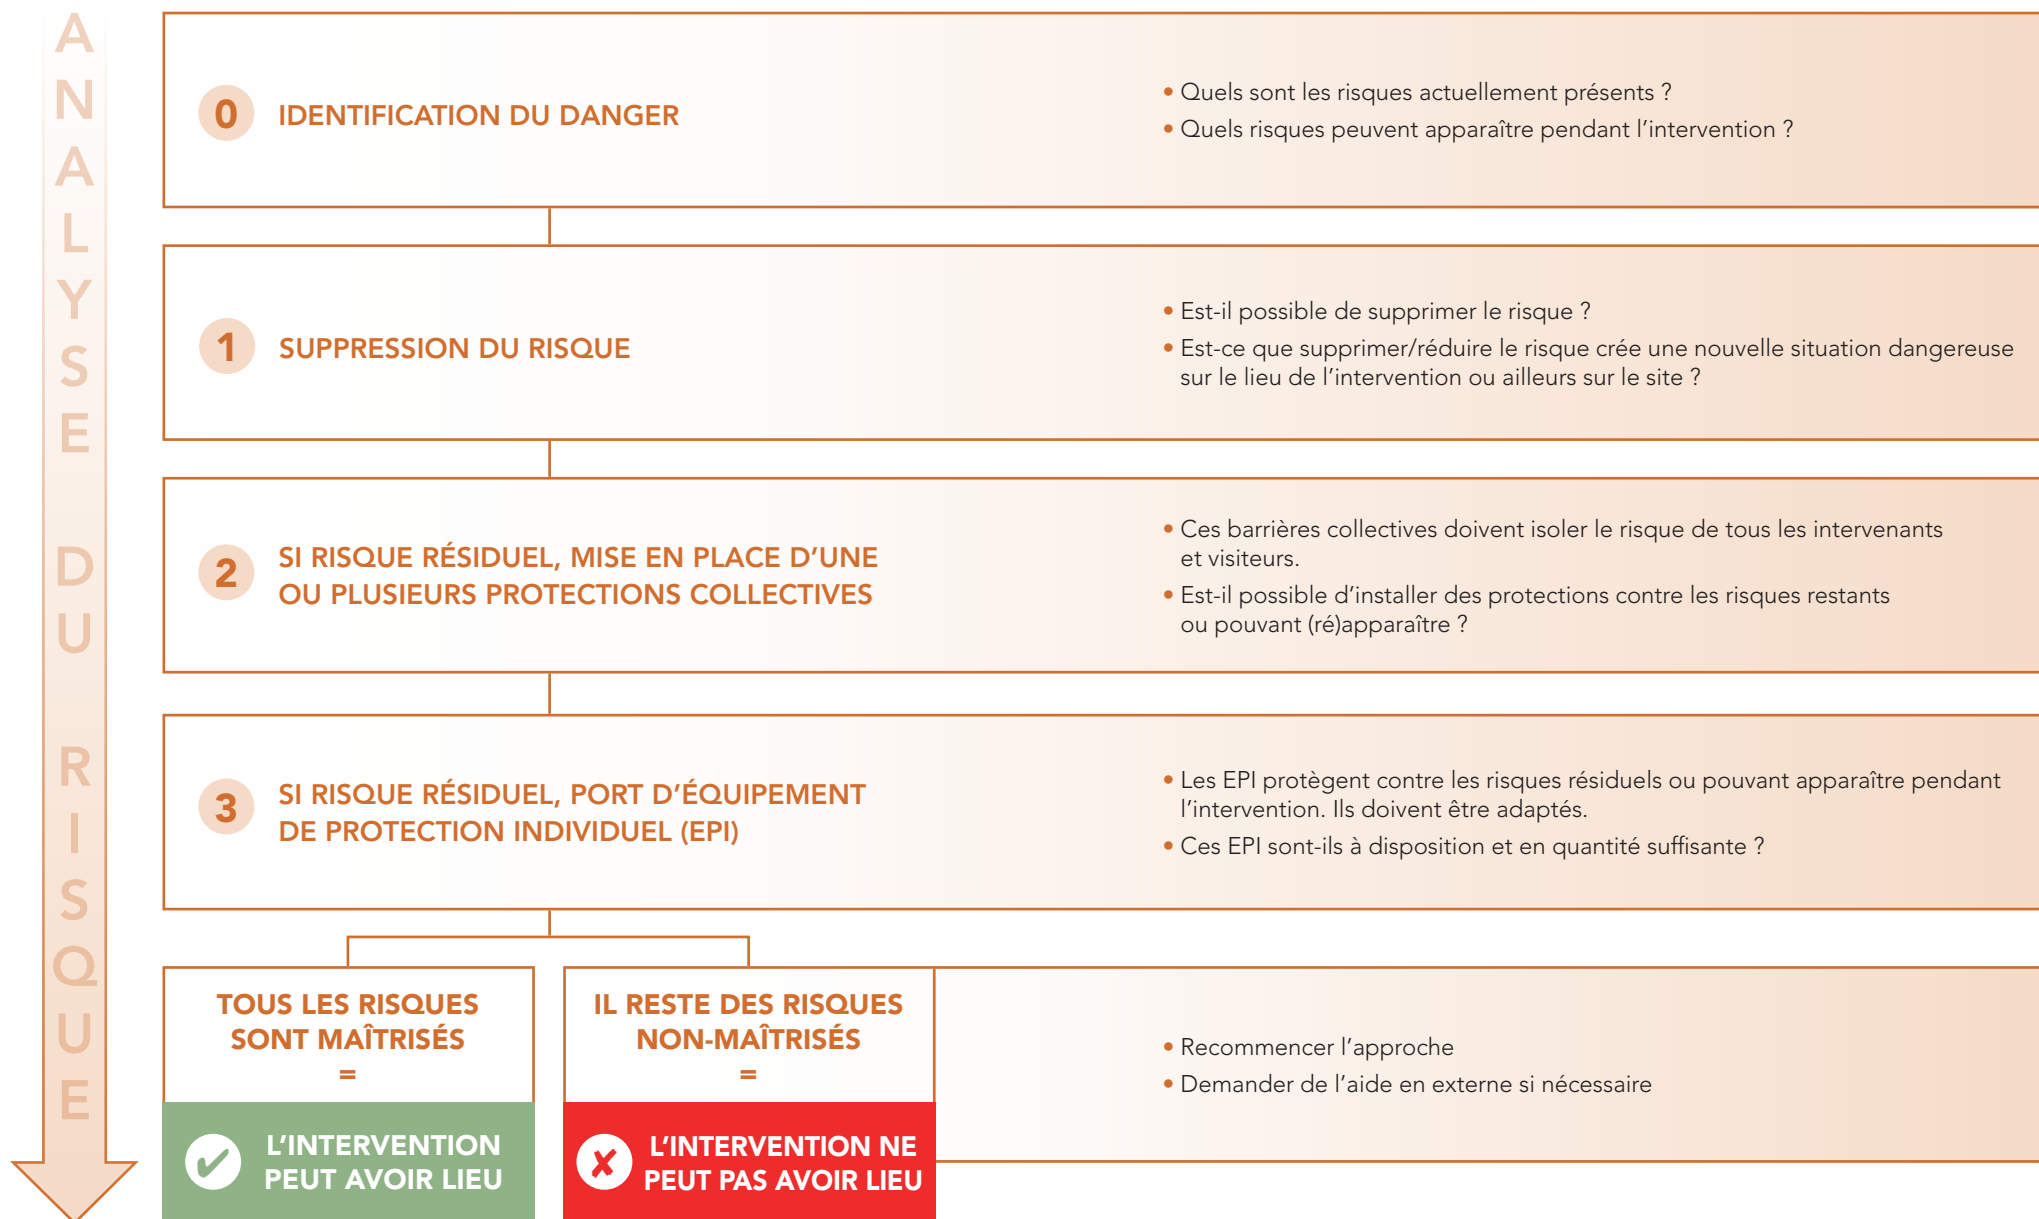 ANALYSE DU RISQUE
0 IDENTIFICATION DU DANGER
• Quels sont les risques actuellement présents ?
• Quels risques peuvent apparaître pendant l’intervention ?
1 SUPPRESSION DU RISQUE
• Est-il possible de supprimer le risque ?
• Est-ce que supprimer/réduire le risque crée une nouvelle situation dangereuse
sur le lieu de l’intervention ou ailleurs sur le site ?
2 SI RISQUE RÉSIDUEL, MISE EN PLACE D’UNE
OU PLUSIEURS PROTECTIONS COLLECTIVES
• Ces barrières collectives doivent isoler le risque de tous les intervenants
et visiteurs.
• Est-il possible d’installer des protections contre les risques restants
ou pouvant (ré)apparaître ?
3 SI RISQUE RÉSIDUEL, PORT D’ÉQUIPEMENT
DE PROTECTION INDIVIDUEL (EPI)
• Les EPI protègent contre les risques résiduels ou pouvant apparaître pendant
l’intervention. Ils doivent être adaptés.
• Ces EPI sont-ils à disposition et en quantité suffisante ?
TOUS LES RISQUES
SONT MAÎTRISÉS
=
✔ L’INTERVENTION
PEUT AVOIR LIEU
IL RESTE DES RISQUES
NON-MAÎTRISÉS
=
✘ L’INTERVENTION NE
PEUT PAS AVOIR LIEU
• Recommencer l’approche
• Demander de l’aide en externe si nécessaire